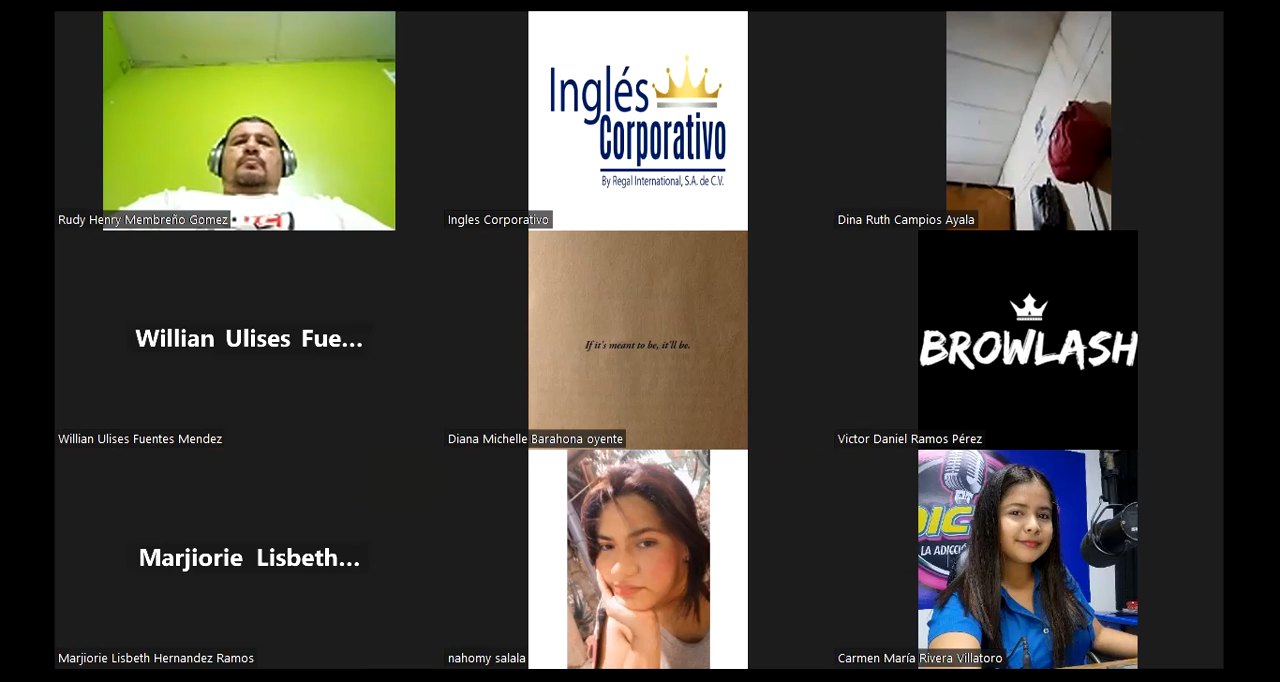 Rudy Henry Membreño Gomez
Inglés
Corporativo
By Regal International, S.A. de C.V.
Ingles Corporativo
Dina Ruth Campios Ayala
Willian Ulises Fue...
Willian Ulises Fuentes Mendez
If it's meant to be, it'll be.
Diana Michelle Barahona oyente
BROWLASH
Victor Daniel Ramos Pérez
Marjiorie Lisbeth...
Marjiorie Lisbeth Hernandez Ramos
nahomy salala
DIC
LA ADICCI
Carmen María Rivera Villatoro